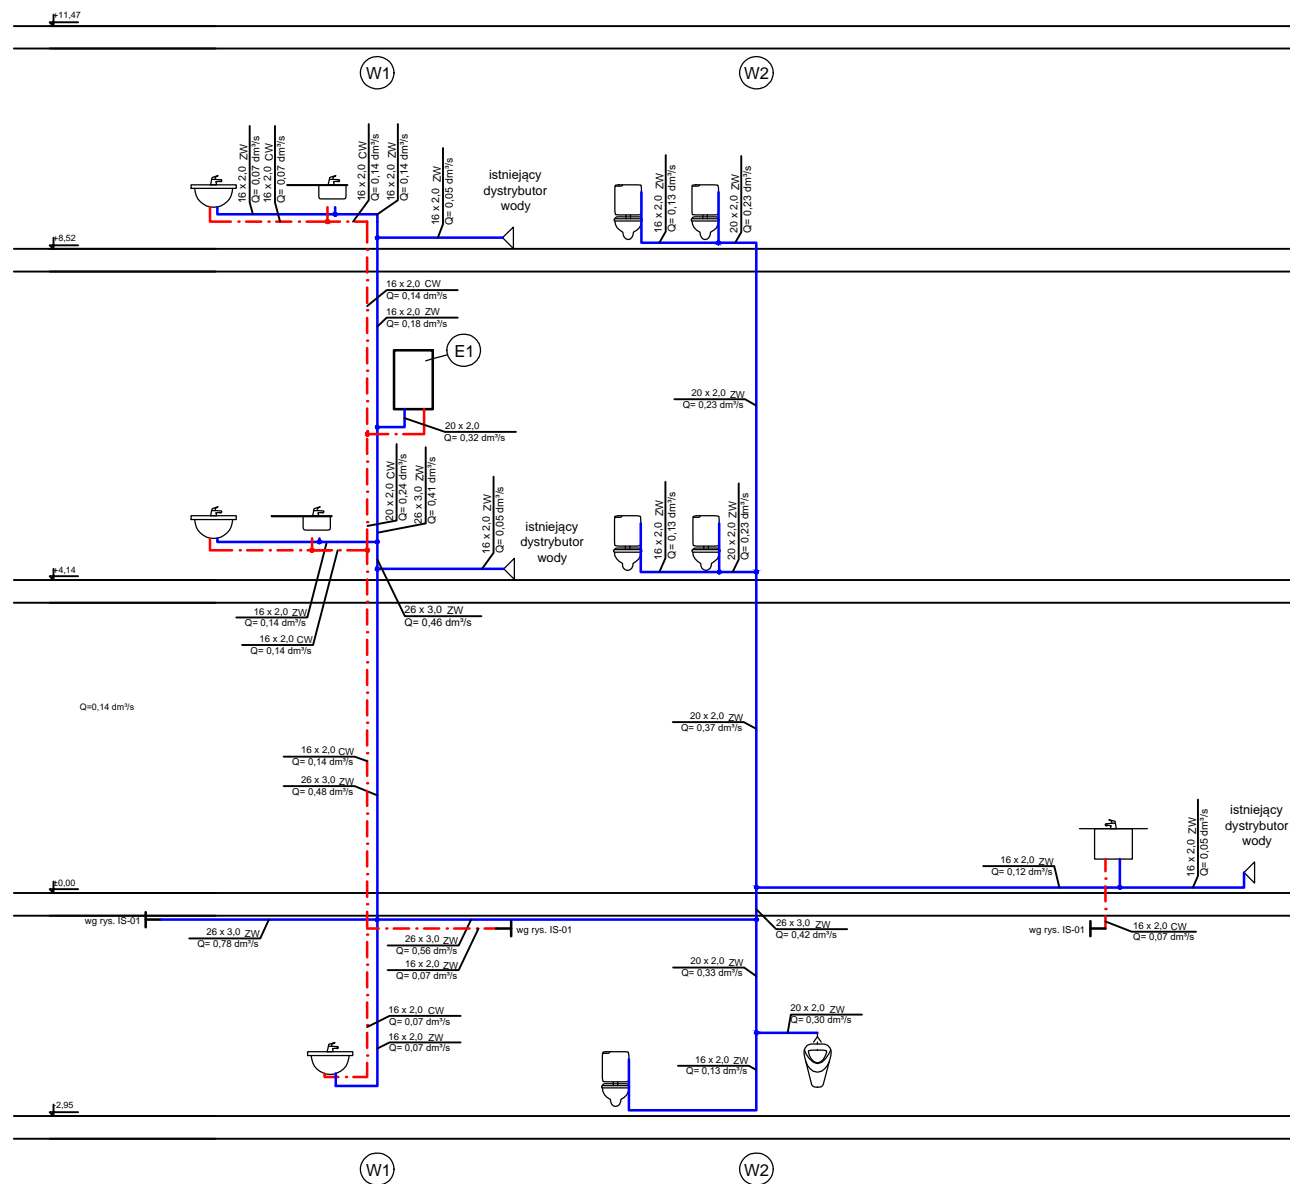 +11,47
W1
W2
16 x 2,0 ZW
Q= 0,07 dm³/s
16 x 2,0 CW
Q= 0,07 dm³/s
16 x 2,0 CW
Q= 0,14 dm³/s
16 x 2,0 ZW
Q= 0,14 dm³/s
16 x 2,0 ZW
Q= 0,05 dm³/s
istniejący
dystrybutor
wody
16 x 2,0 ZW
Q= 0,13 dm³/s
20 x 2,0 ZW
Q= 0,23 dm³/s
+8,52
16 x 2,0 CW
Q= 0,14 dm³/s
16 x 2,0 ZW
Q= 0,18 dm³/s
E1
20 x 2,0 ZW
Q= 0,23 dm³/s
20 x 2,0
Q= 0,32 dm³/s
20 x 2,0 CW
Q= 0,24 dm³/s
26 x 3,0 ZW
Q= 0,41 dm³/s
16 x 2,0 ZW
Q= 0,05 dm³/s
istniejący
dystrybutor
wody
16 x 2,0 ZW
Q= 0,13 dm³/s
20 x 2,0 ZW
Q= 0,23 dm³/s
+4,14
16 x 2,0 ZW
Q= 0,14 dm³/s
16 x 2,0 CW
Q= 0,14 dm³/s
26 x 3,0 ZW
Q= 0,46 dm³/s
Q=0,14 dm³/s
20 x 2,0 ZW
Q= 0,37 dm³/s
16 x 2,0 CW
Q= 0,14 dm³/s
26 x 3,0 ZW
Q= 0,48 dm³/s
16 x 2,0 ZW
Q= 0,12 dm³/s
16 x 2,0 ZW
Q= 0,05 dm³/s
istniejący
dystrybutor
wody
±0,00
wg rys. IS-01
26 x 3,0 ZW
Q= 0,78 dm³/s
26 x 3,0 ZW
Q= 0,56 dm³/s
16 x 2,0 ZW
Q= 0,07 dm³/s
wg rys. IS-01
26 x 3,0 ZW
Q= 0,42 dm³/s
20 x 2,0 ZW
Q= 0,33 dm³/s
wg rys. IS-01
16 x 2,0 CW
Q= 0,07 dm³/s
16 x 2,0 CW
Q= 0,07 dm³/s
16 x 2,0 ZW
Q= 0,07 dm³/s
20 x 2,0 ZW
Q= 0,30 dm³/s
16 x 2,0 ZW
Q= 0,13 dm³/s
-2,95
W1
W2